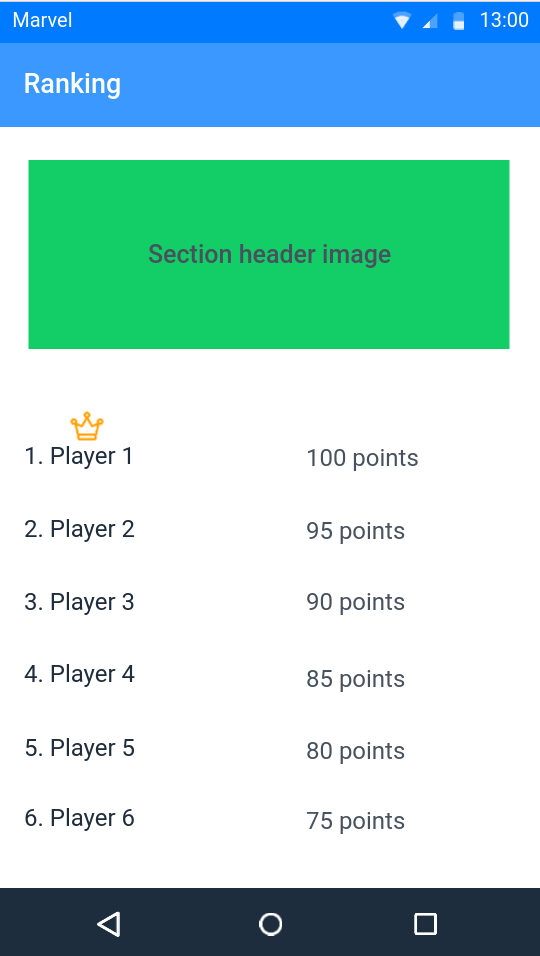 Marvel 13:00
Ranking
Section header image
1. Player 1 100 points
2. Player 2 95 points
3. Player 3 90 points
4. Player 4 85 points
5. Player 5 80 points
6. Player 6 75 points